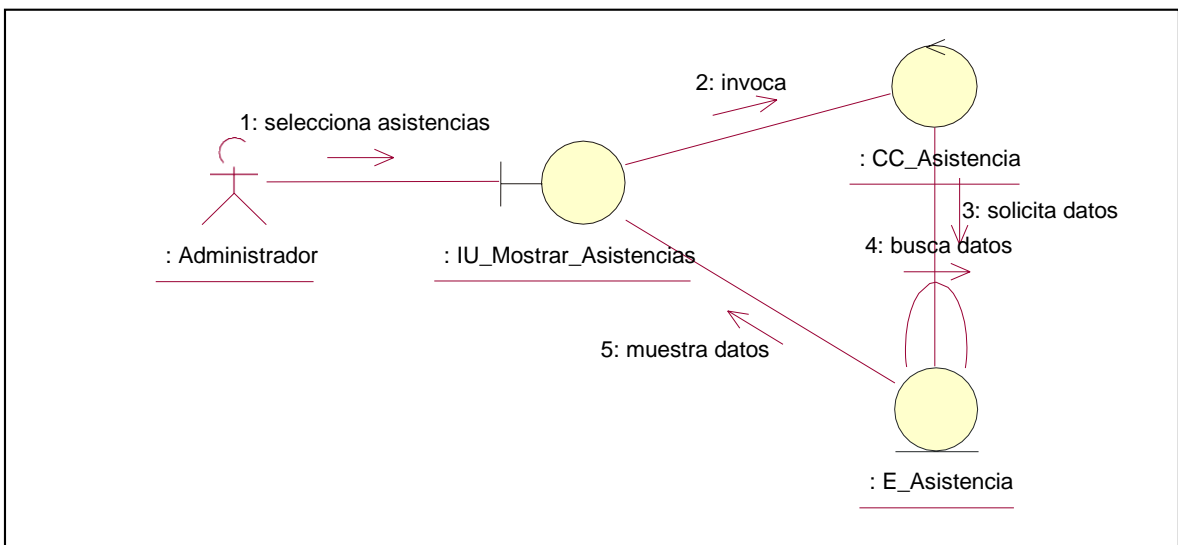 2: invoca
1: selecciona asistencias
: CC_Asistencia
3: solicita datos
: Administrador
: IU_Mostrar_Asistencias
4: busca datos
5: muestra datos
: E_Asistencia